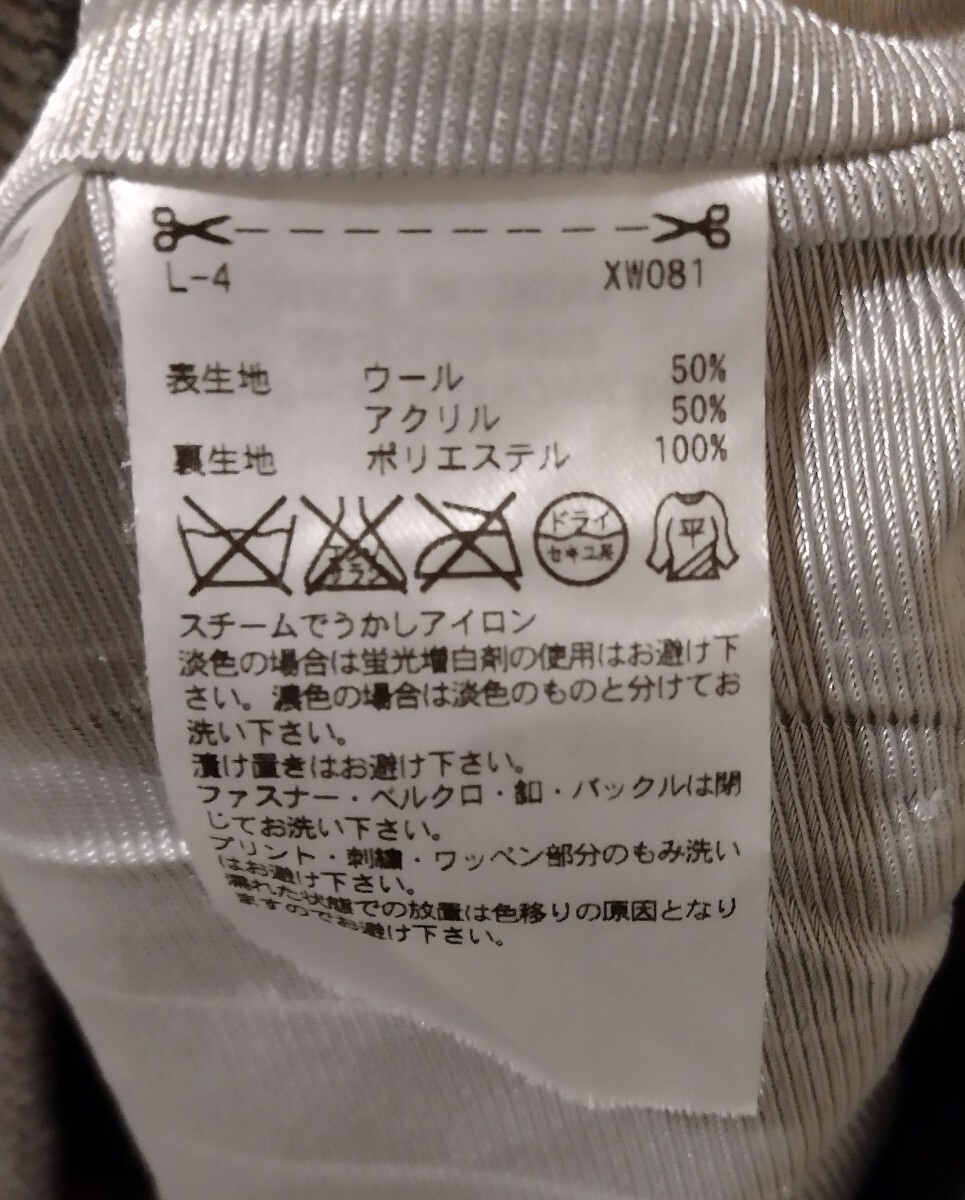 L-4 XW081
表生地 ウール 50%
アクリル 50%
裏生地 ポリエステル 100%
エンソ
サラシ
ドライ
セキユ系
平
スチームでうかしアイロン
淡色の場合は蛍光増白剤の使用はお避け下
さい。濃色の場合は淡色のものと分けてお
洗い下さい。
漬け置きはお避け下さい。
ファスナー・ベルクロ・釦・バックルは閉
じてお洗い下さい。
プリント・刺繍・ワッペン部分のもみ洗い
はお避け下さい。
濡れた状態での放置は色移りの原因となり
ますのでお避け下さい。